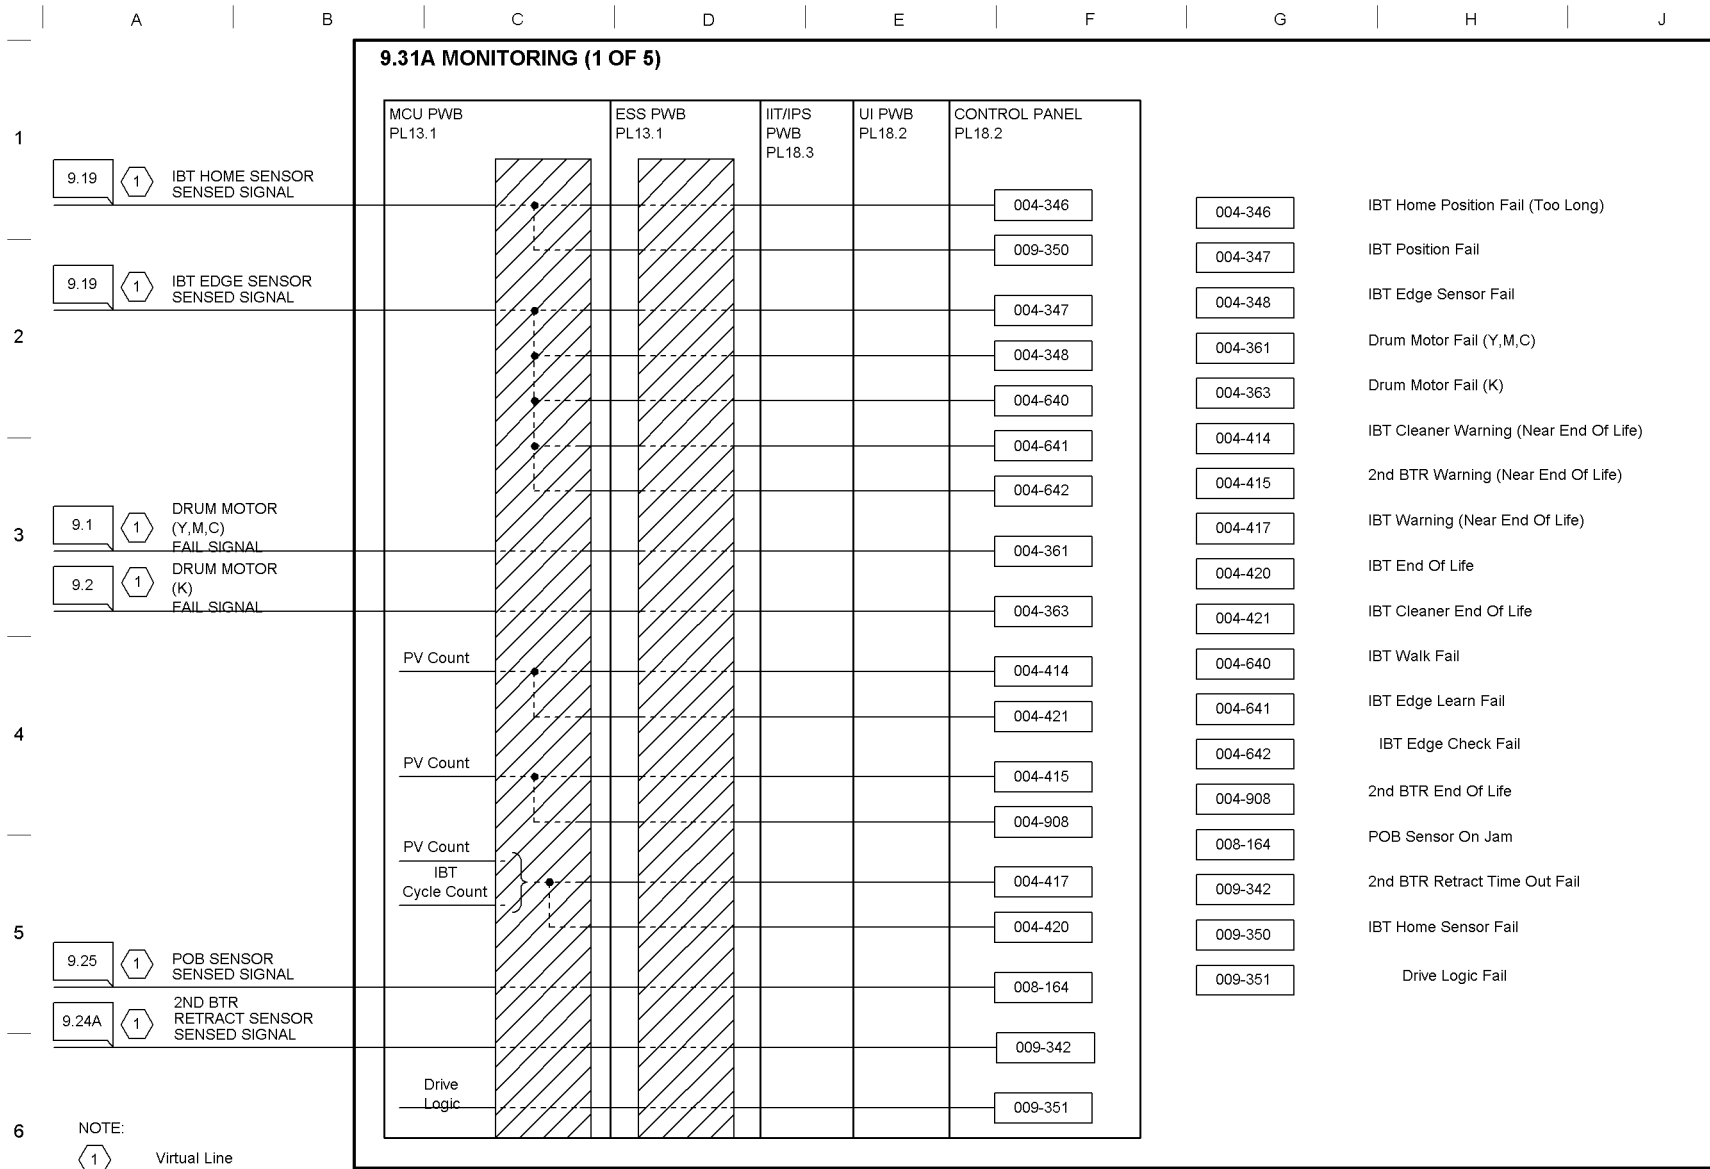 A B C D E F G H J
9.31A MONITORING (1 OF 5)
MCU PWB
PL13.1
ESS PWB
PL13.1
IIT/IPS
PWB
PL18.3
UI PWB
PL18.2
CONTROL PANEL
PL18.2
1
2
3
4
5
6
9.19
1
IBT HOME SENSOR
SENSED SIGNAL
9.19
1
IBT EDGE SENSOR
SENSED SIGNAL
9.1
1
DRUM MOTOR
(Y,M,C)
FAIL SIGNAL
9.2
1
DRUM MOTOR
(K)
FAIL SIGNAL
PV Count
PV Count
PV Count
IBT
Cycle Count
9.25
1
POB SENSOR
SENSED SIGNAL
9.24A
1
2ND BTR
RETRACT SENSOR
SENSED SIGNAL
Drive
Logic
004-346
009-350
004-347
004-348
004-640
004-641
004-642
004-361
004-363
004-414
004-421
004-415
004-908
004-417
004-420
008-164
009-342
009-351
004-346 IBT Home Position Fail (Too Long)
004-347 IBT Position Fail
004-348 IBT Edge Sensor Fail
004-361 Drum Motor Fail (Y,M,C)
004-363 Drum Motor Fail (K)
004-414 IBT Cleaner Warning (Near End Of Life)
004-415 2nd BTR Warning (Near End Of Life)
004-417 IBT Warning (Near End Of Life)
004-420 IBT End Of Life
004-421 IBT Cleaner End Of Life
004-640 IBT Walk Fail
004-641 IBT Edge Learn Fail
004-642 IBT Edge Check Fail
004-908 2nd BTR End Of Life
008-164 POB Sensor On Jam
009-342 2nd BTR Retract Time Out Fail
009-350 IBT Home Sensor Fail
009-351 Drive Logic Fail
NOTE:
1 Virtual Line